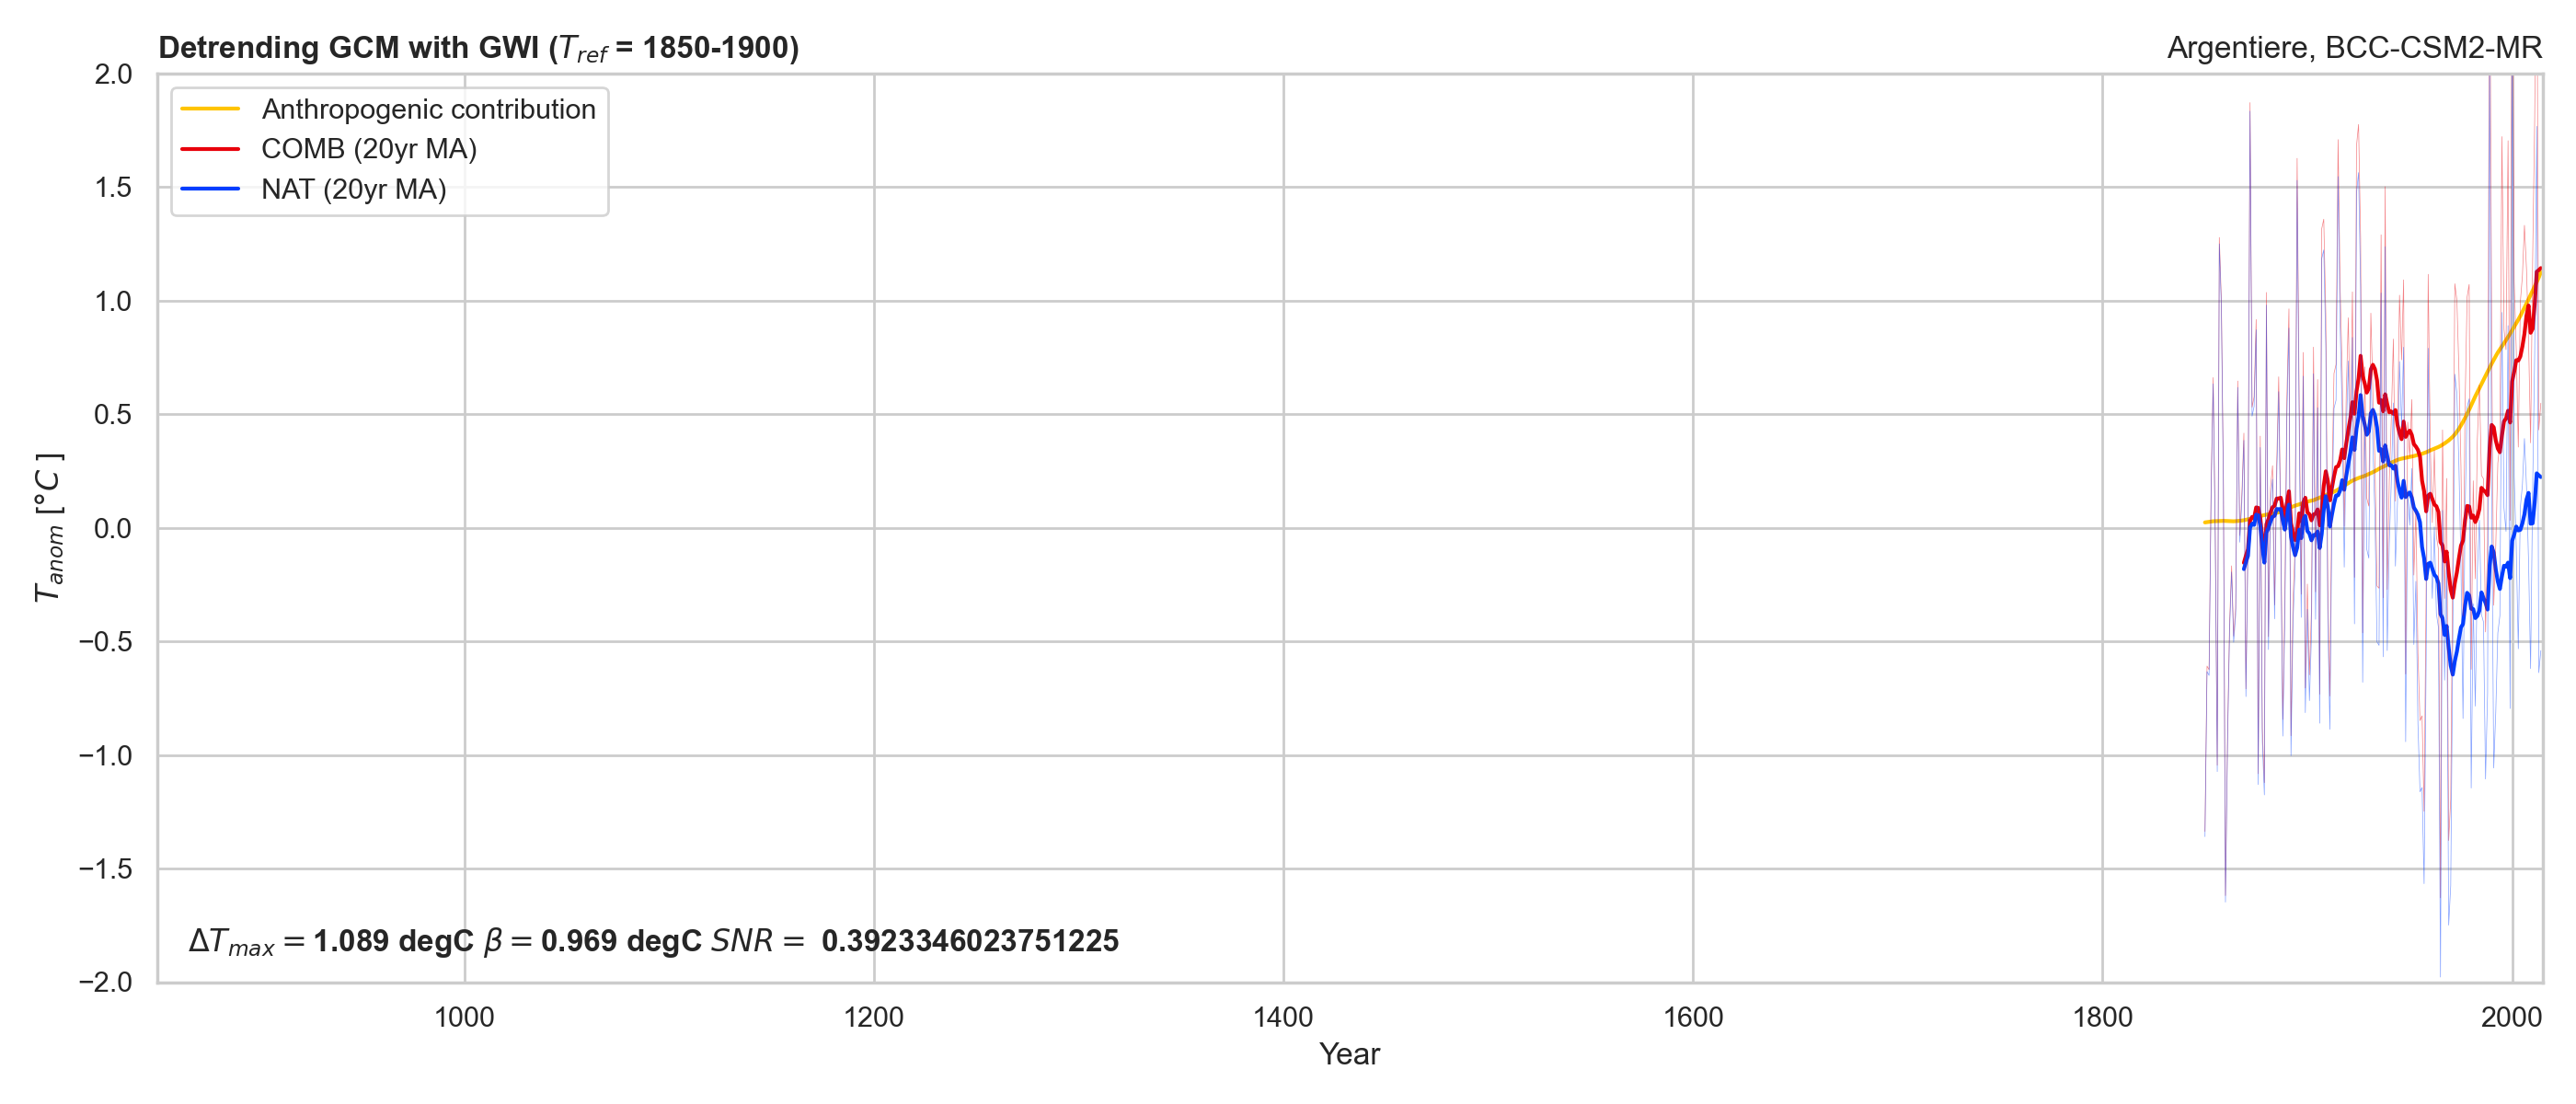 Detrending GCM with GWI (T_ref = 1850-1900)
Argentiere, BCC-CSM2-MR
2.0
1.5
1.0
0.5
0.0
−0.5
−1.0
−1.5
−2.0
T_anom [°C ]
Anthropogenic contribution
COMB (20yr MA)
NAT (20yr MA)
ΔT_max = 1.089 degC β = 0.969 degC SNR = 0.3923346023751225
1000 1200 1400 1600 1800 2000
Year